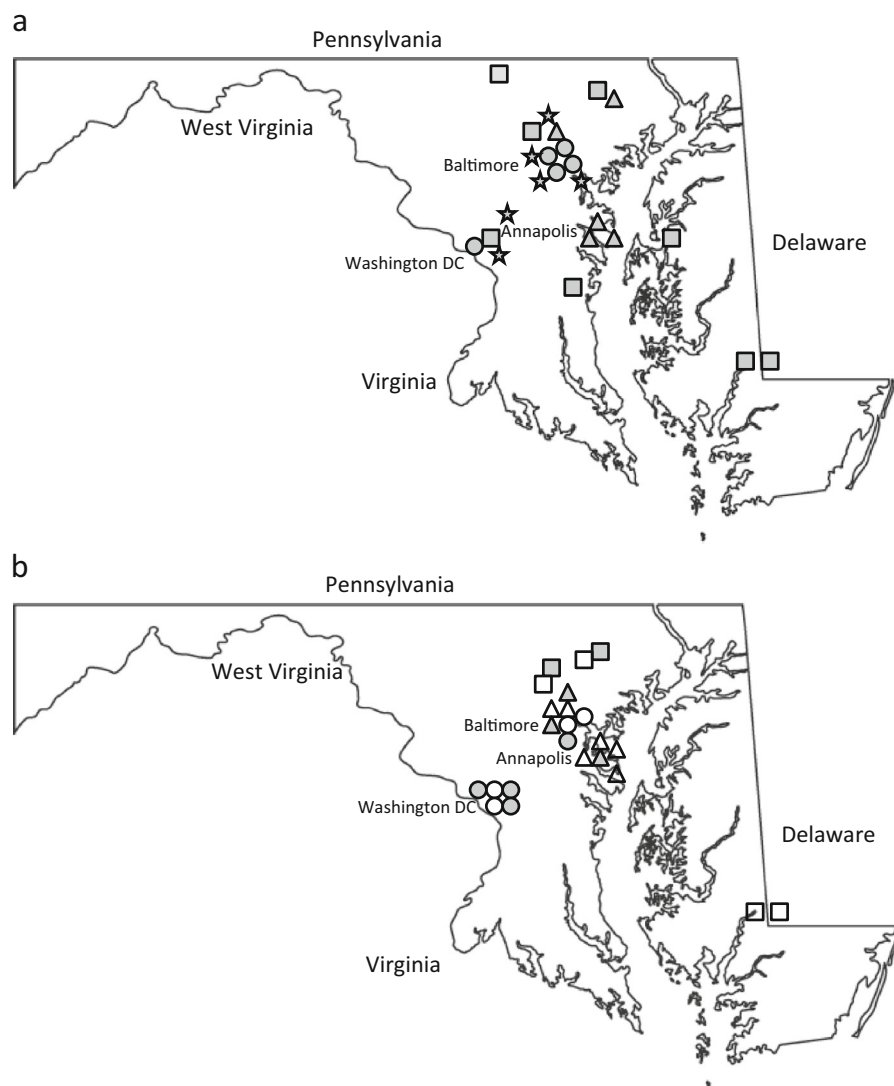 a
Pennsylvania
West Virginia
Baltimore
Annapolis
Delaware
Washington DC
Virginia
b
Pennsylvania
West Virginia
Baltimore
Annapolis
Washington DC
Delaware
Virginia